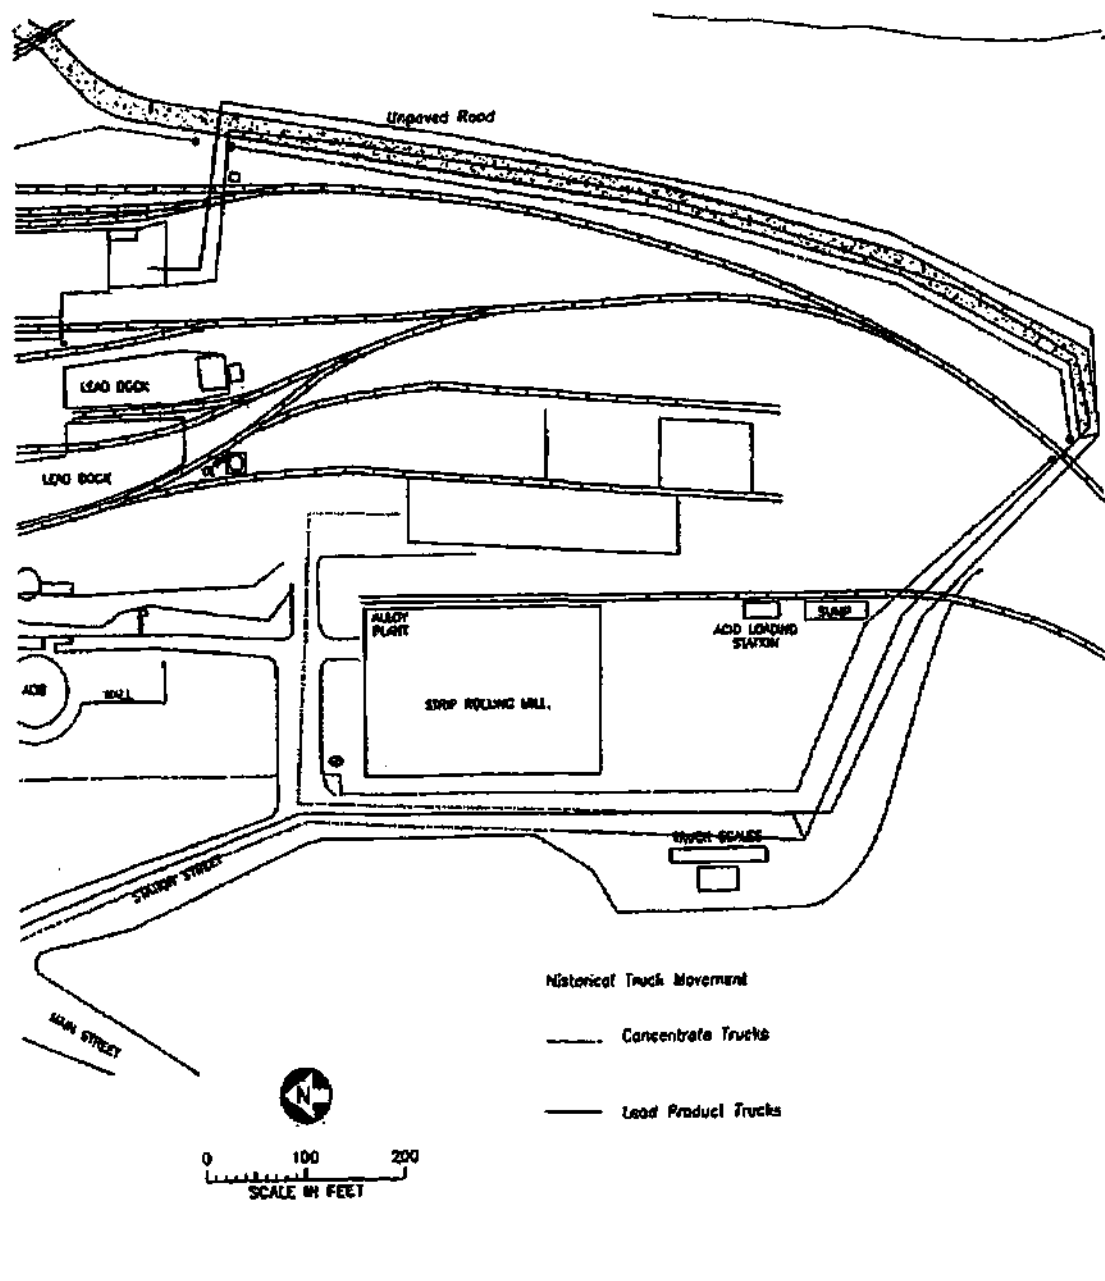 Unpaved Road
LEAD DOCK
LEAD DOCK
ALLOY
PLANT
SUMP
ACID LOADING
STATION
ACID
WALL
STRIP ROLLING MILL
TRUCK SCALES
STATION STREET
MAIN STREET
Historical Truck Movement
Concentrate Trucks
Lead Product Trucks
N
0 100 200
SCALE IN FEET